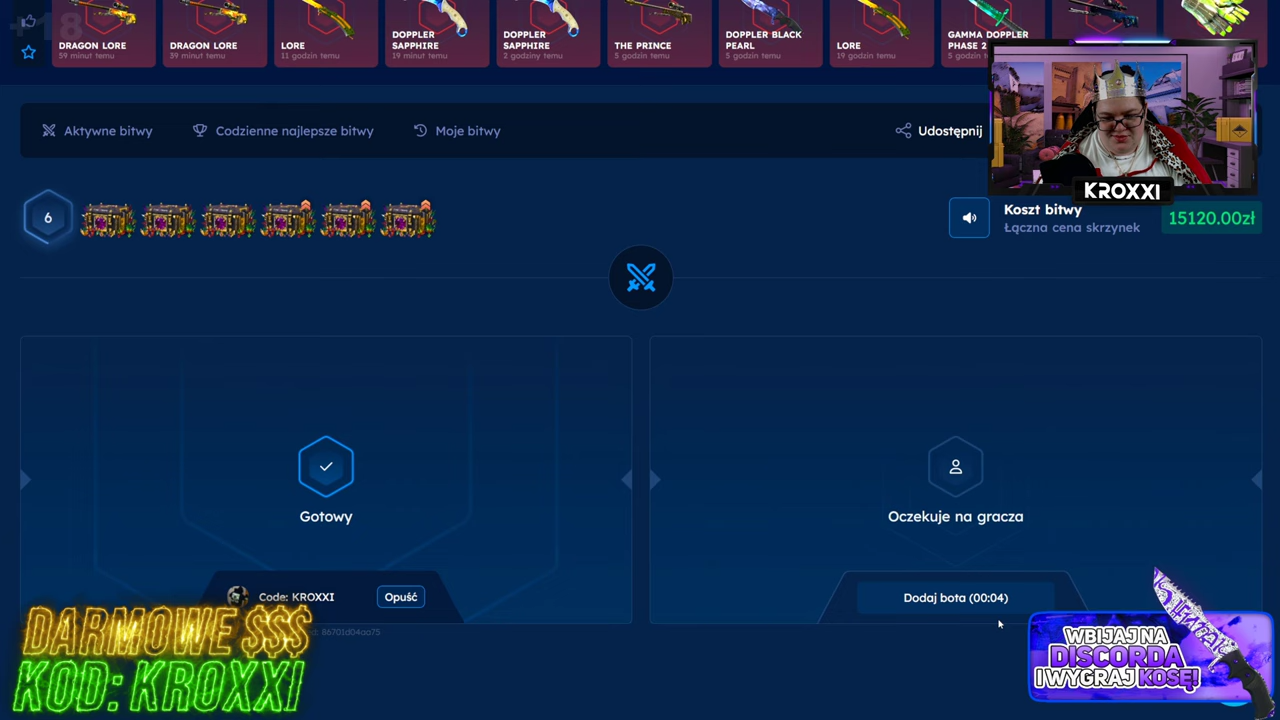 +18
DRAGON LORE
59 minut temu
DRAGON LORE
39 minut temu
LORE
11 godzin temu
DOPPLER
SAPPHIRE
19 minut temu
DOPPLER
SAPPHIRE
2 godziny temu
THE PRINCE
5 godzin temu
DOPPLER BLACK
PEARL
5 godzin temu
LORE
19 godzin temu
GAMMA DOPPLER
PHASE 2
Aktywne bitwy
Codzienne najlepsze bitwy
Moje bitwy
Udostępnij
KROXXI
6
Koszt bitwy
Łączna cena skrzynek
15120.00zł
Gotowy
Oczekuje na gracza
Code: KROXXI
Opuść
Dodaj bota (00:04)
86701d04aa75
DARMOWE $$$
KOD: KROXXI
WBIJAJ NA
DISCORDA
I WYGRAJ KOSĘ!